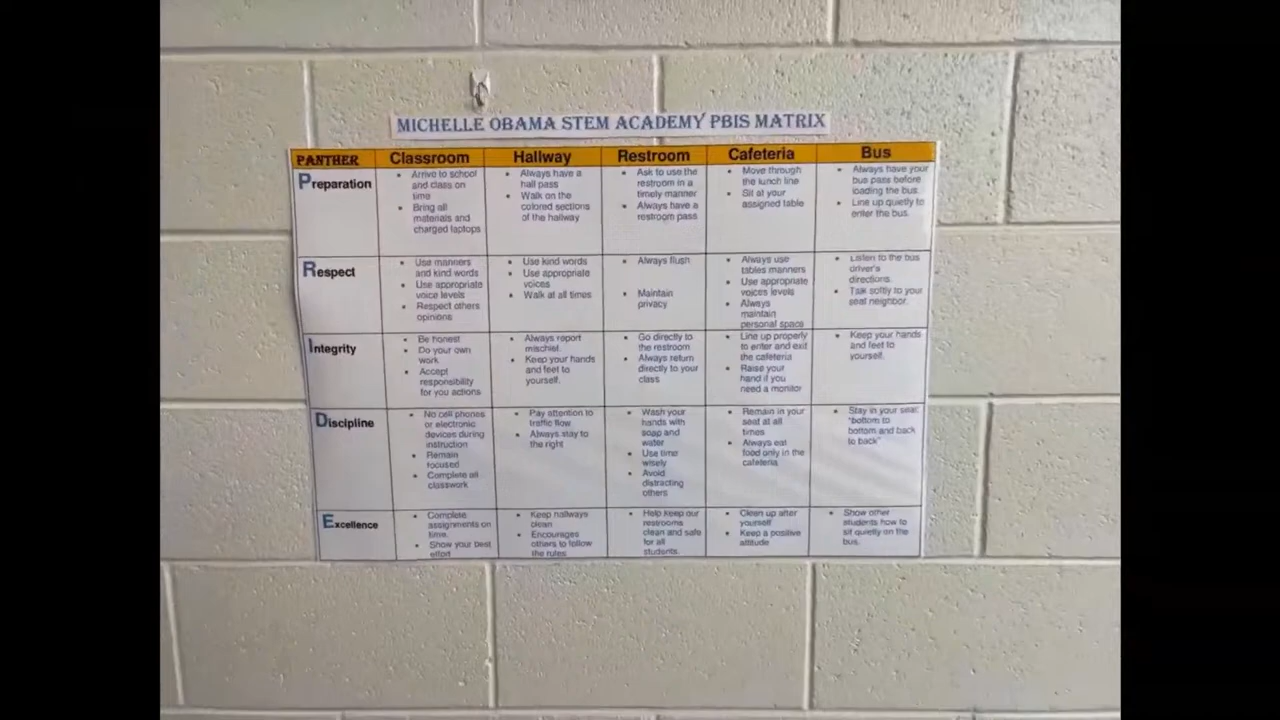 MICHELLE OBAMA STEM ACADEMY PBIS MATRIX
PANTHER
Classroom
Hallway
Restroom
Cafeteria
Bus
Preparation
• Arrive to school
and class on
time
• Bring all
materials and
charged laptops
• Always have a
hall pass
• Walk on the
colored sections
of the hallway
• Ask to use the
restroom in a
timely manner
• Always have a
restroom pass
• Move through
the lunch line
• Sit at your
assigned table
• Always have your
bus pass before
loading the bus.
• Line up quietly to
enter the bus.
Respect
• Use manners
and kind words
• Use appropriate
voice levels
• Respect others
opinions
• Use kind words
• Use appropriate
voices
• Walk at all times
• Always flush
• Maintain
privacy
• Always use
tables manners
• Use appropriate
voices levels
• Always
maintain
personal space
• Listen to the bus
driver's
directions.
• Talk softly to your
seat neighbor.
Integrity
• Be honest
• Do your own
work
• Accept
responsibility
for you actions
• Always report
mischief.
• Keep your hands
and feet to
yourself.
• Go directly to
the restroom
• Always return
directly to your
class
• Line up properly
to enter and exit
the cafeteria
• Raise your
hand if you
need a monitor
• Keep your hands
and feet to
yourself.
Discipline
• No cell phones
or electronic
devices during
instruction
• Remain
focused
• Complete all
classwork
• Pay attention to
traffic flow
• Always stay to
the right
• Wash your
hands with
soap and
water
• Use time
wisely
• Avoid
distracting
others
• Remain in your
seat at all
times
• Always eat
food only in the
cafeteria
• Stay in your seat:
"bottom to
bottom and back
to back"
Excellence
• Complete
assignments on
time.
• Show your best
effort
• Keep hallways
clean
• Encourages
others to follow
the rules
• Help keep our
restrooms
clean and safe
for all
students.
• Clean up after
yourself
• Keep a positive
attitude
• Show other
students how to
sit quietly on the
bus.